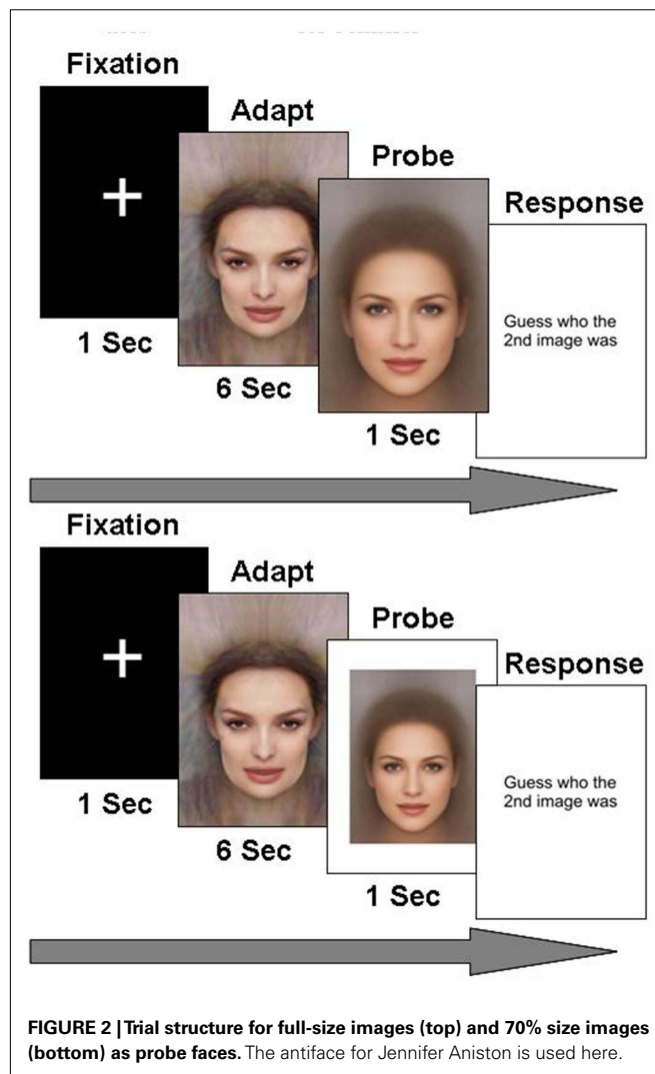 Fixation
Adapt
Probe
Response
Guess who the
2nd image was
1 Sec
6 Sec
1 Sec
Fixation
Adapt
Probe
Response
Guess who the
2nd image was
1 Sec
6 Sec
1 Sec
FIGURE 2 | Trial structure for full-size images (top) and 70% size images
(bottom) as probe faces. The antiface for Jennifer Aniston is used here.